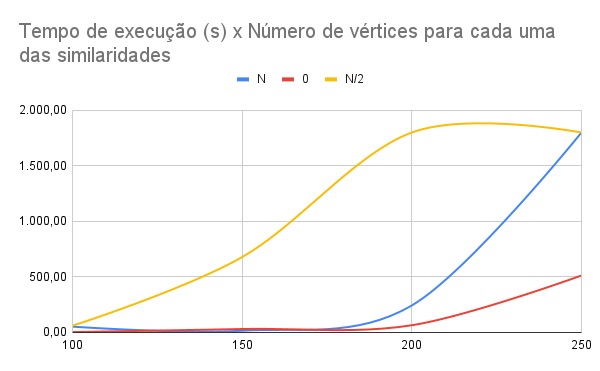 Tempo de execução (s) x Número de vértices para cada uma
das similaridades
N 0 N/2
2.000,00
1.500,00
1.000,00
500,00
0,00
100 150 200 250